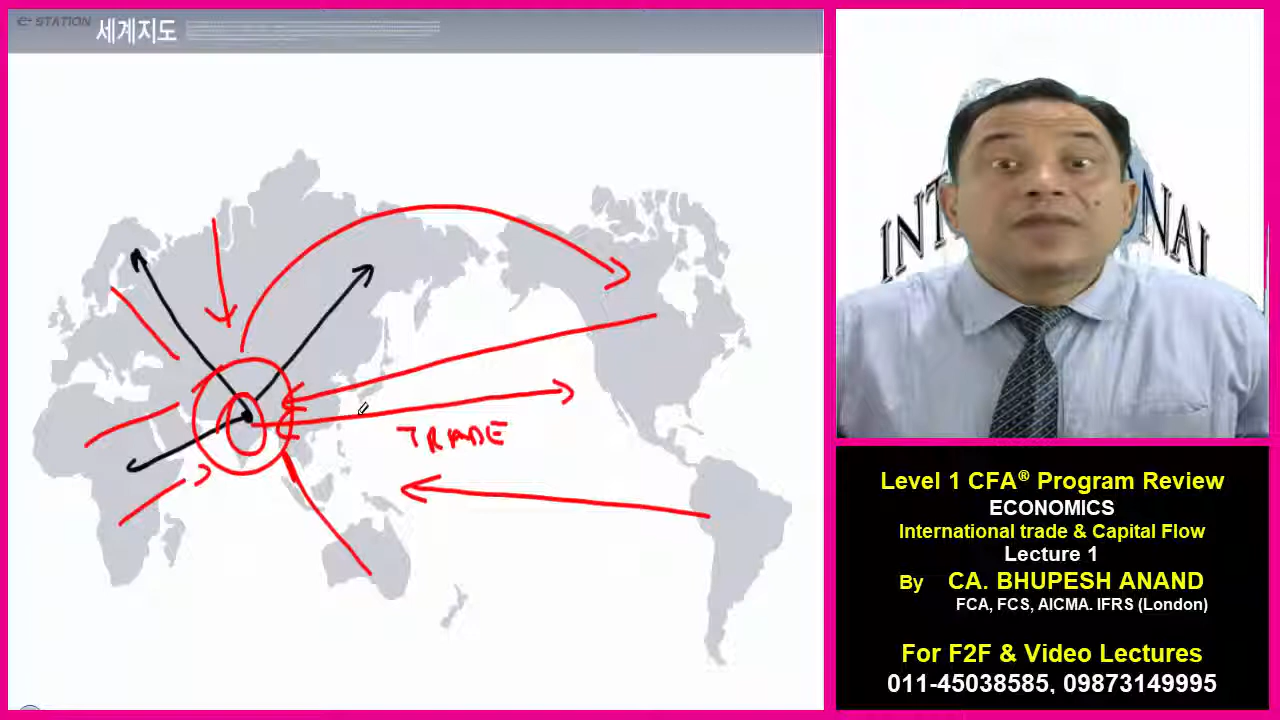 e-STATION
세계지도
TRADE
Level 1 CFA® Program Review
ECONOMICS
International trade & Capital Flow
Lecture 1
By CA. BHUPESH ANAND
FCA, FCS, AICMA. IFRS (London)
For F2F & Video Lectures
011-45038585, 09873149995